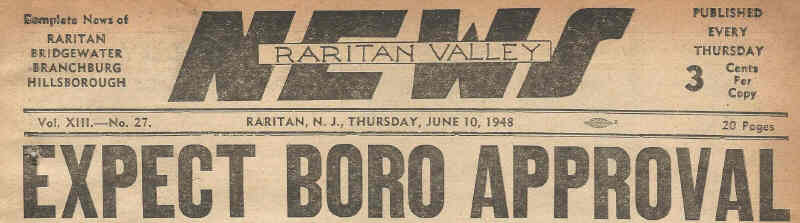 Complete News of
RARITAN
BRIDGEWATER
BRANCHBURG
HILLSBOROUGH
NEWS
RARITAN VALLEY
PUBLISHED
EVERY
THURSDAY
3 Cents Per Copy
Vol. XIII.—No. 27. RARITAN, N. J., THURSDAY, JUNE 10, 1948 20 Pages
EXPECT BORO APPROVAL